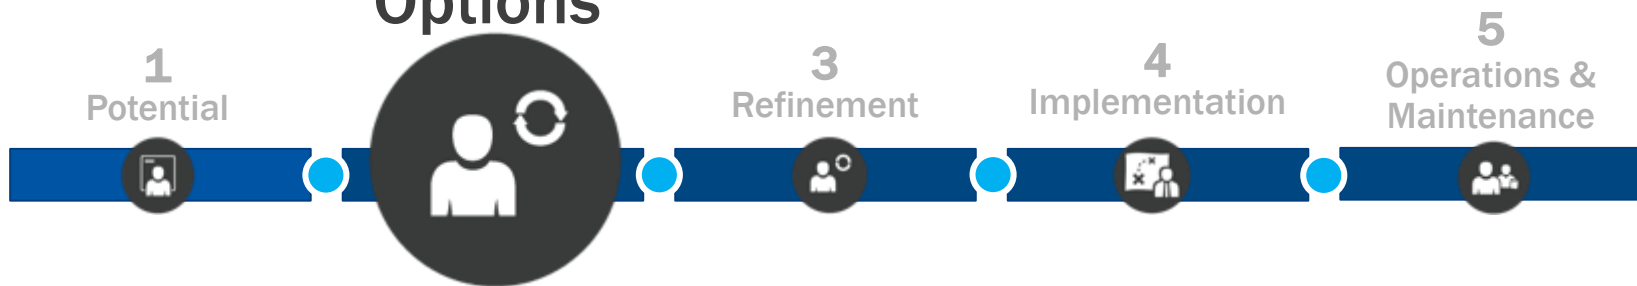 Options
1
Potential
3
Refinement
4
Implementation
5
Operations &
Maintenance